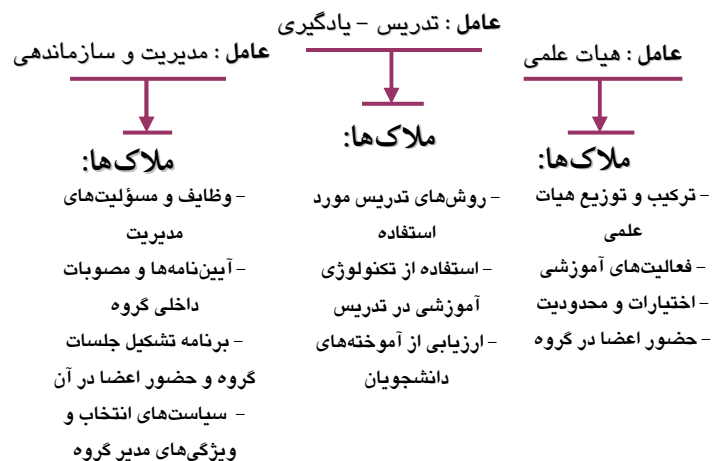 عامل : هیات علمی
ملاک‌ها:
- ترکیب و توزیع هیات
علمی
- فعالیت‌های آموزشی
- اختیارات و محدودیت
- حضور اعضا در گروه
عامل : تدریس – یادگیری
ملاک‌ها:
- روش‌های تدریس مورد
استفاده
- استفاده از تکنولوژی
آموزشی در تدریس
- ارزیابی از آموخته‌های
دانشجویان
عامل : مدیریت و سازماندهی
ملاک‌ها:
- وظایف و مسؤلیت‌های
مدیریت
- آیین‌نامه‌ها و مصوبات
داخلی گروه
- برنامه تشکیل جلسات
گروه و حضور اعضا در آن
- سیاست‌های انتخاب و
ویژگی‌های مدیر گروه